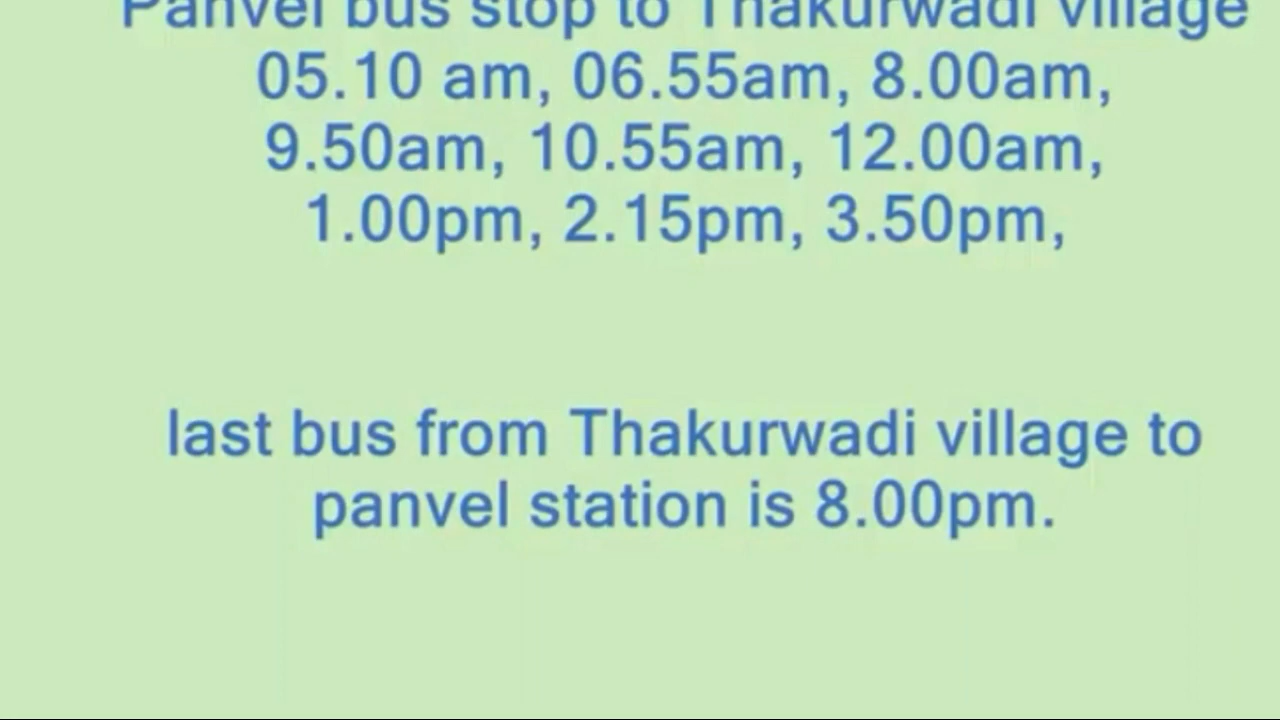 Panvel bus stop to Thakurwadi village
05.10 am, 06.55am, 8.00am,
9.50am, 10.55am, 12.00am,
1.00pm, 2.15pm, 3.50pm,
last bus from Thakurwadi village to
panvel station is 8.00pm.